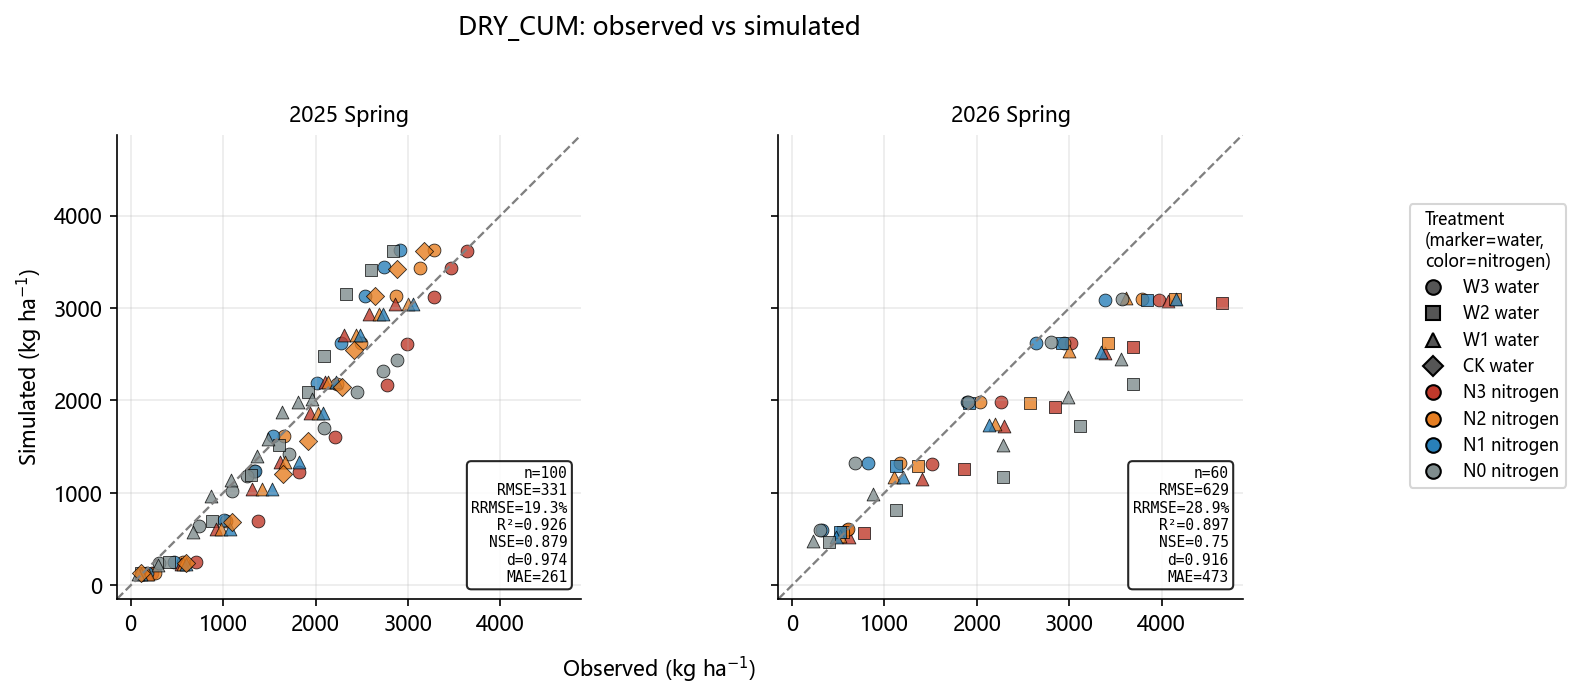 DRY_CUM: observed vs simulated
2025 Spring
2026 Spring
Simulated (kg ha⁻¹)
4000
3000
2000
1000
0
n=100
RMSE=331
RRMSE=19.3%
R²=0.926
NSE=0.879
d=0.974
MAE=261
0 1000 2000 3000 4000
n=60
RMSE=629
RRMSE=28.9%
R²=0.897
NSE=0.75
d=0.916
MAE=473
0 1000 2000 3000 4000
Observed (kg ha⁻¹)
Treatment
(marker=water,
color=nitrogen)
W3 water
W2 water
W1 water
CK water
N3 nitrogen
N2 nitrogen
N1 nitrogen
N0 nitrogen